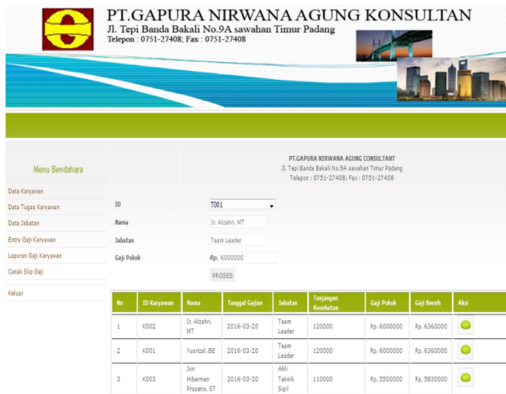 PT.GAPURA NIRWANA AGUNG KONSULTAN
Jl. Tepi Banda Bakali No.9A sawahan Timur Padang
Telepon : 0751-27408; Fax : 0751-27408
Menu Bendahara
Data Karyawan
Data Tugas Karyawan
Data Jabatan
Entry Gaji Karyawan
Laporan Gaji Karyawan
Cetak Slip Gaji
Keluar
PT.GAPURA NIRWANA AGUNG CONSULTANT
Jl. Tepi Banda Bakali No.9A sawahan Timur Padang
Telepon : 0751-27408; Fax : 0751-27408
ID T001
Nama Ir. Alzahri, MT
Jabatan Team Leader
Gaji Pokok Rp. 6000000
PROSES
No ID Karyawan Nama Tanggal Gajian Jabatan Tunjangan Kesehatan Gaji Pokok Gaji Bersih Aksi
1 K002 Ir. Alzahri, MT 2016-03-20 Team Leader 120000 Rp. 6000000 Rp. 6360000
2 K001 Yusrizal, BE 2016-03-20 Team Leader 120000 Rp. 6000000 Rp. 6360000
3 K003 Jon Hiberman Prasetio, ST 2016-03-20 Ahli Teknik Sipil 110000 Rp. 5500000 Rp. 5830000